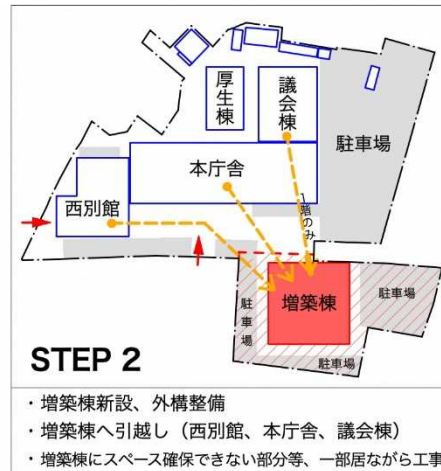 厚生棟
議会棟
駐車場
本庁舎
西別館
1階のみ
増築棟
駐車場
駐車場
駐車場
STEP 2
・増築棟新設、外構整備
・増築棟へ引越し（西別館、本庁舎、議会棟）
・増築棟にスペース確保できない部分等、一部居ながら工事